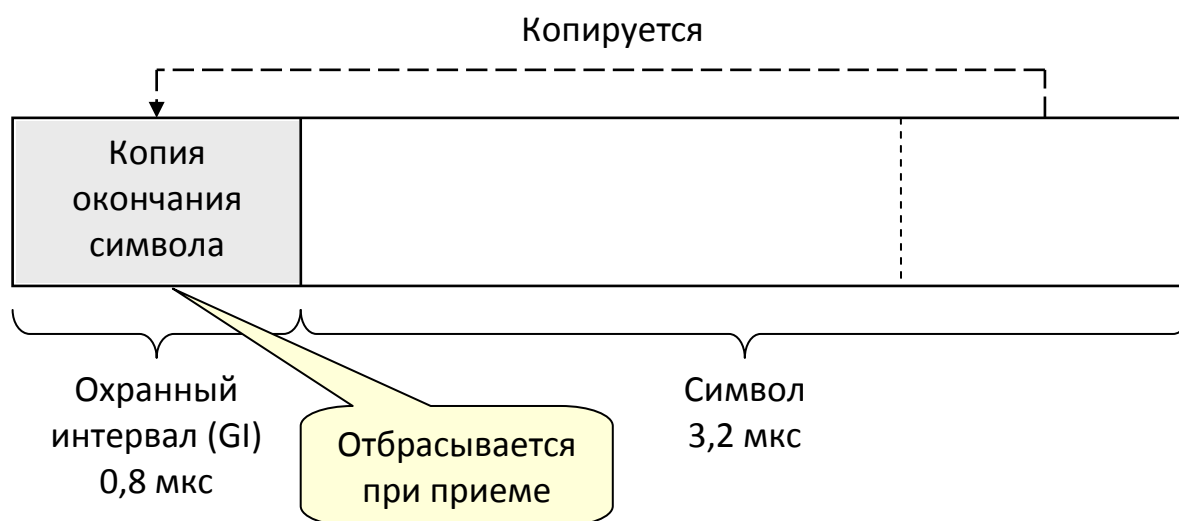 Копируется
Копия
окончания
символа
Охранный
интервал (GI)
0,8 мкс
Символ
3,2 мкс
Отбрасывается
при приеме